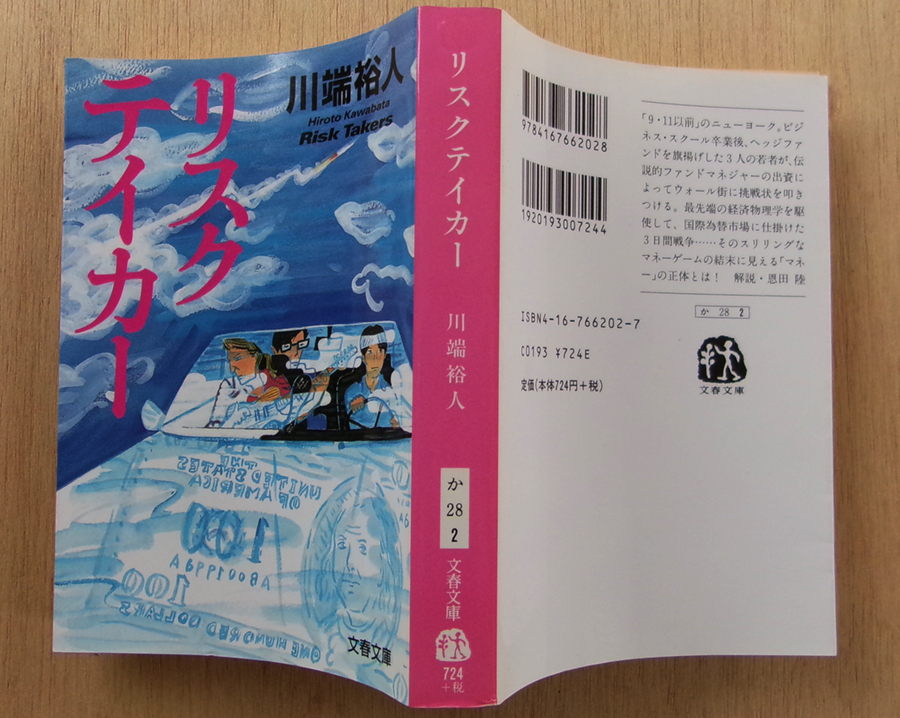 リスク
テイカー
川端裕人
Hiroto Kawabata
Risk Takers
THE
UNITED STATES
OF AMERICA
100
100
文春文庫
リスクテイカー
川端裕人
か
28
2
文春文庫
724
+税
9784167662028
1920193007244
「9・11以前」のニューヨーク。ビジ
ネス・スクール卒業後、ヘッジファ
ンドを旗揚げした3人の若者が、伝
説的ファンドマネジャーの出資に
よってウォール街に挑戦状を叩き
つける。最先端の経済物理学を駆
使して、国際為替市場に仕掛けた
3日間戦争……そのスリリングな
マネーゲームの結末に見える「マネ
ー」の正体とは! 解説・恩田 陸
か 28 2
文春文庫
ISBN4-16-766202-7
C0193 ¥724E
定価(本体724円+税)